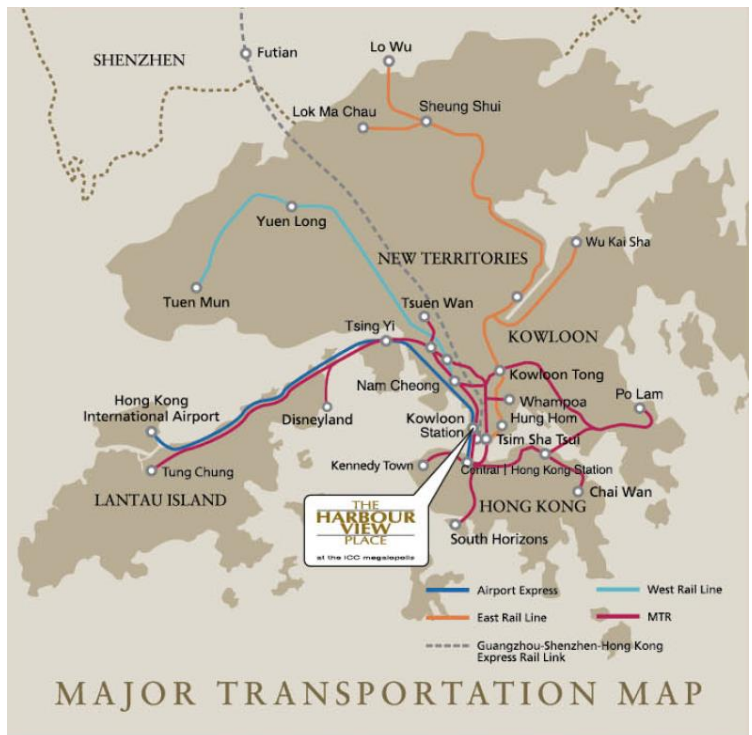 SHENZHEN
Futian
Lo Wu
Lok Ma Chau
Sheung Shui
Yuen Long
NEW TERRITORIES
Wu Kai Sha
Tuen Mun
Tsuen Wan
Tsing Yi
KOWLOON
Nam Cheong
Kowloon Tong
Hong Kong
International Airport
Disneyland
Whampoa
Po Lam
Kowloon
Station
Hung Hom
Tsim Sha Tsui
Tung Chung
Kennedy Town
Central | Hong Kong Station
LANTAU ISLAND
Chai Wan
HONG KONG
THE
HARBOUR
VIEW
PLACE
at the ICC megalopolis
South Horizons
Airport Express
West Rail Line
East Rail Line
MTR
Guangzhou-Shenzhen-Hong Kong
Express Rail Link
MAJOR TRANSPORTATION MAP